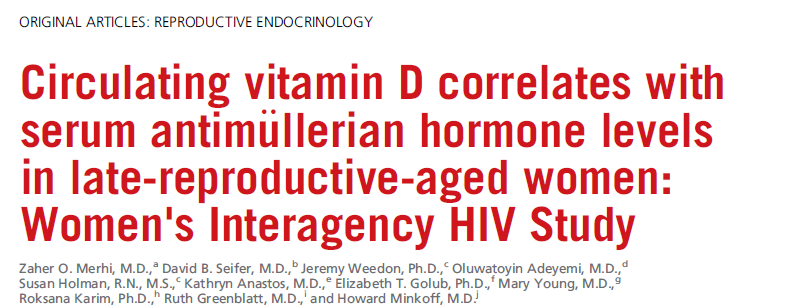 ORIGINAL ARTICLES: REPRODUCTIVE ENDOCRINOLOGY
Circulating vitamin D correlates with
serum antimüllerian hormone levels
in late-reproductive-aged women:
Women's Interagency HIV Study
Zaher O. Merhi, M.D.,a David B. Seifer, M.D.,b Jeremy Weedon, Ph.D.,c Oluwatoyin Adeyemi, M.D.,d
Susan Holman, R.N., M.S.,c Kathryn Anastos, M.D.,e Elizabeth T. Golub, Ph.D.,f Mary Young, M.D.,g
Roksana Karim, Ph.D.,h Ruth Greenblatt, M.D.,i and Howard Minkoff, M.D.j